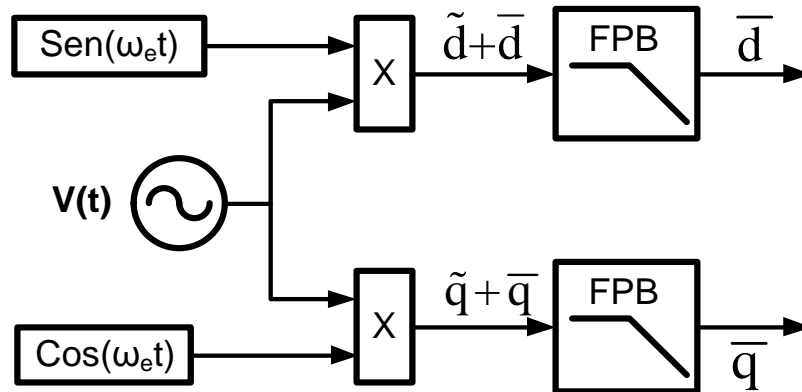 Sen(ωₑt)
X
d̃+d̅
FPB
d̅
V(t)
Cos(ωₑt)
X
q̃+q̅
FPB
q̅